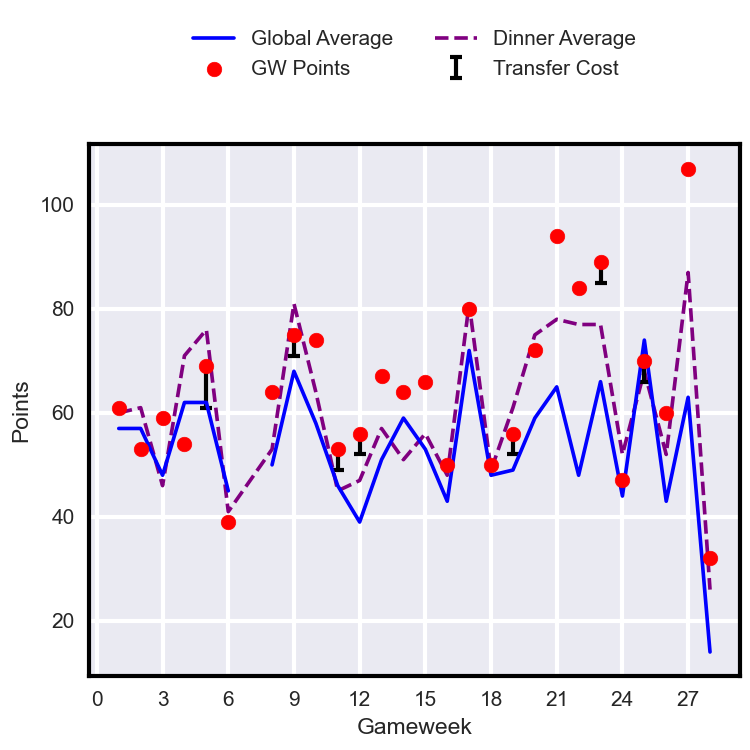 Global Average
Dinner Average
GW Points
Transfer Cost
100
80
60
40
20
Points
0 3 6 9 12 15 18 21 24 27
Gameweek